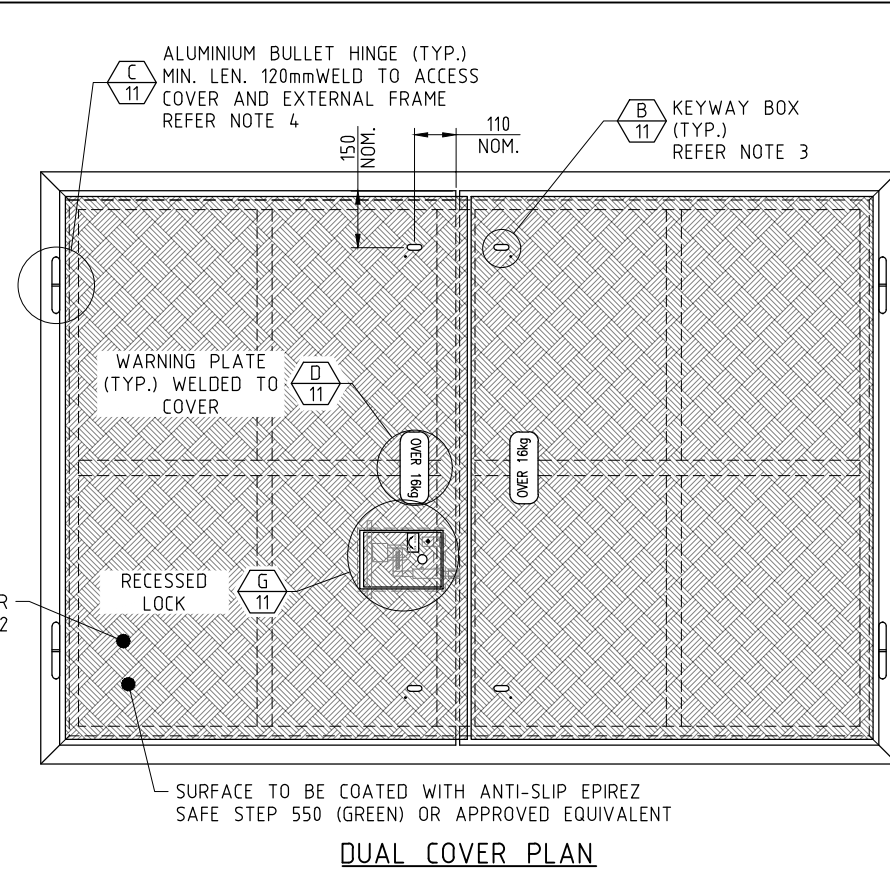 C
11
ALUMINIUM BULLET HINGE (TYP.)
MIN. LEN. 120mmWELD TO ACCESS
COVER AND EXTERNAL FRAME
REFER NOTE 4
150
NOM.
110
NOM.
B
11
KEYWAY BOX
(TYP.)
REFER NOTE 3
WARNING PLATE
(TYP.) WELDED TO
COVER
D
11
OVER 16kg
OVER 16kg
RECESSED
LOCK
G
11
R
2
SURFACE TO BE COATED WITH ANTI-SLIP EPIREZ
SAFE STEP 550 (GREEN) OR APPROVED EQUIVALENT
DUAL COVER PLAN